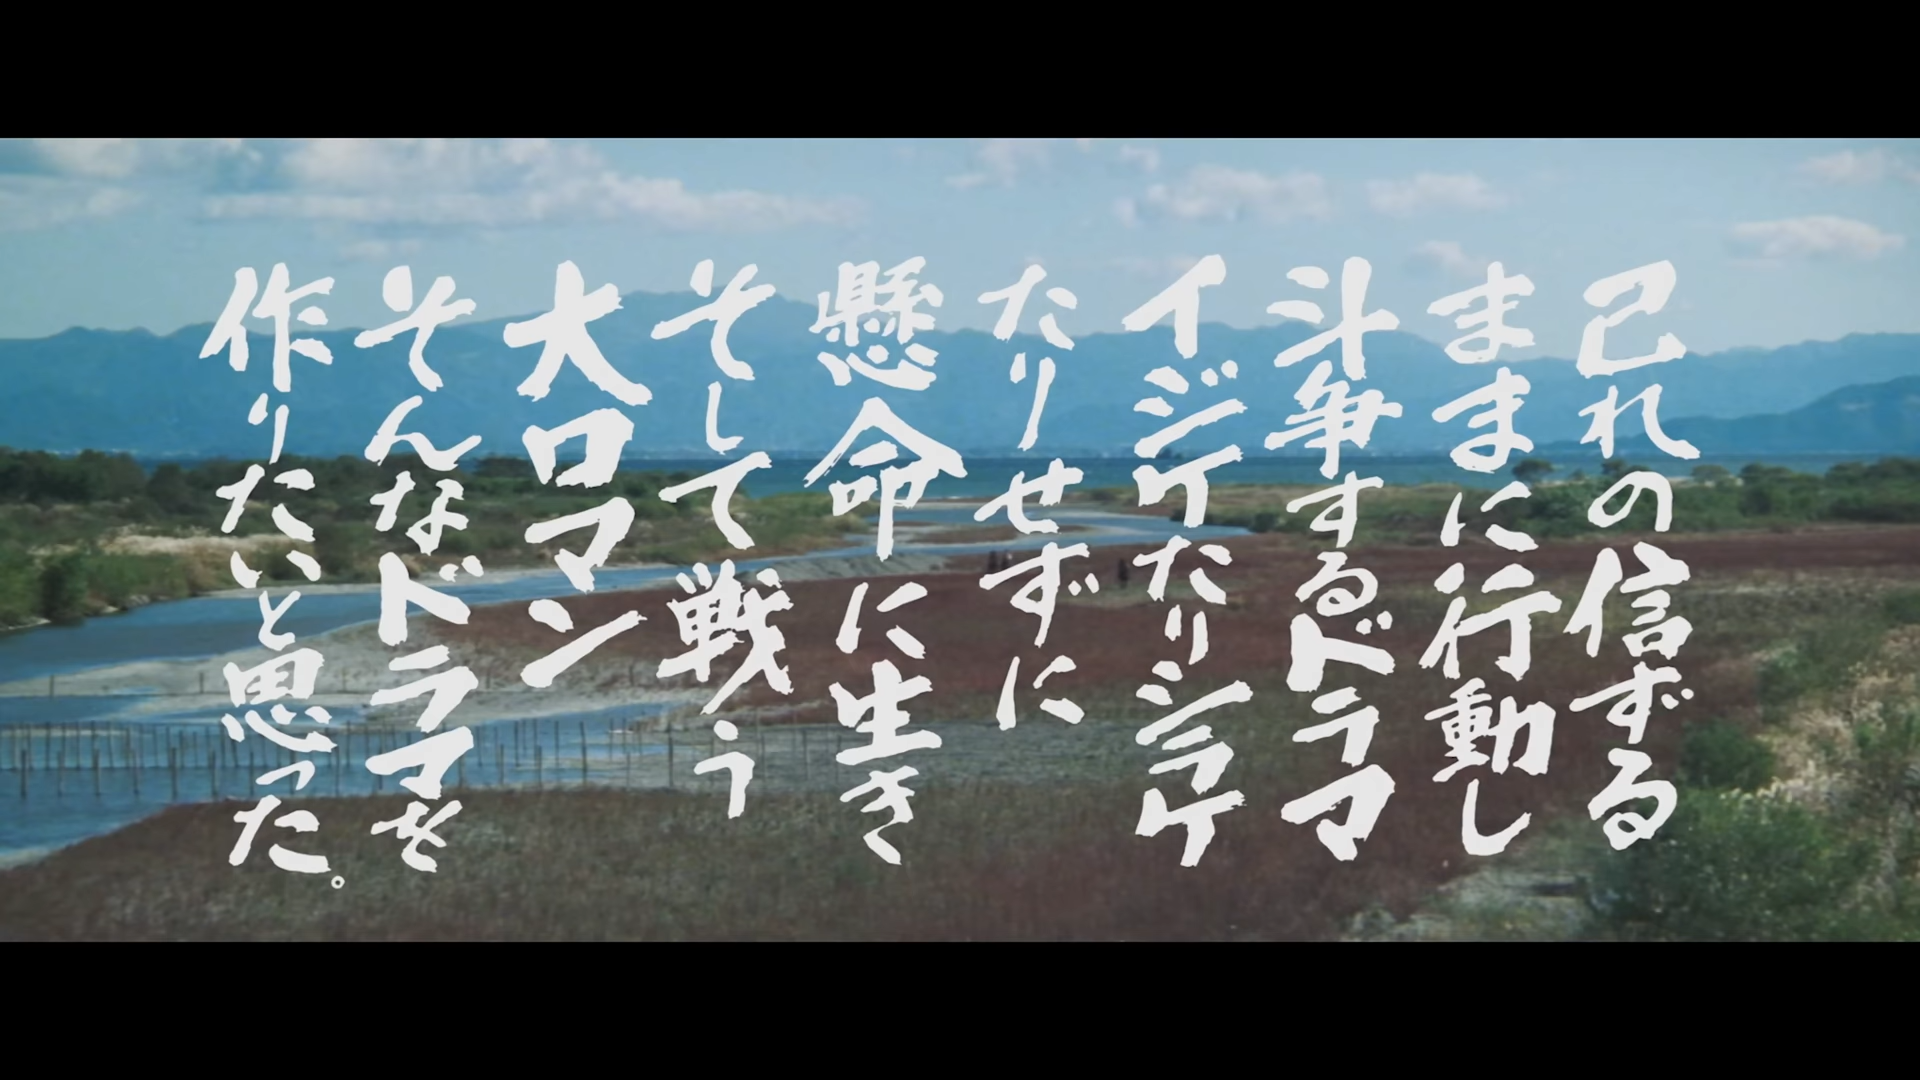 己れの信ずる
ままに行動し
斗争するドラマ
イジケたりシラケ
たりせずに
懸命に生き
そして戦う
大ロマン
そんなドラマを
作りたいと思った。